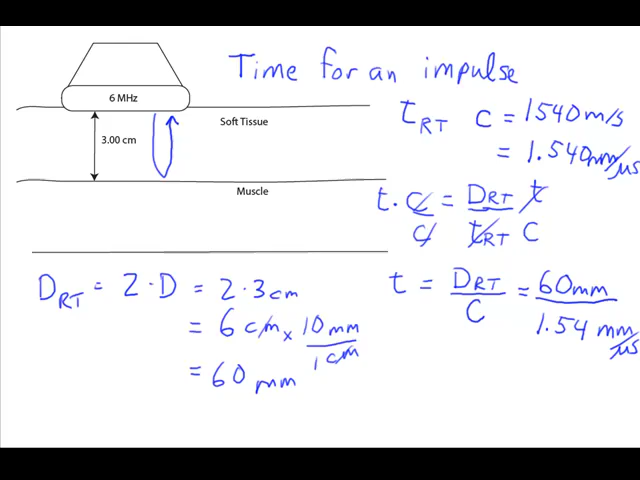 Time for an impulse
6 MHz
Soft Tissue
3.00 cm
Muscle
t_RT C = 1540 m/s
= 1.540 mm/μs
t · C/C = D_RT/t_RT t/C
D_RT = 2 · D = 2 · 3 cm
= 6 cm x 10 mm/1 cm
= 60 mm
t = D_RT/C = 60 mm/1.54 mm/μs